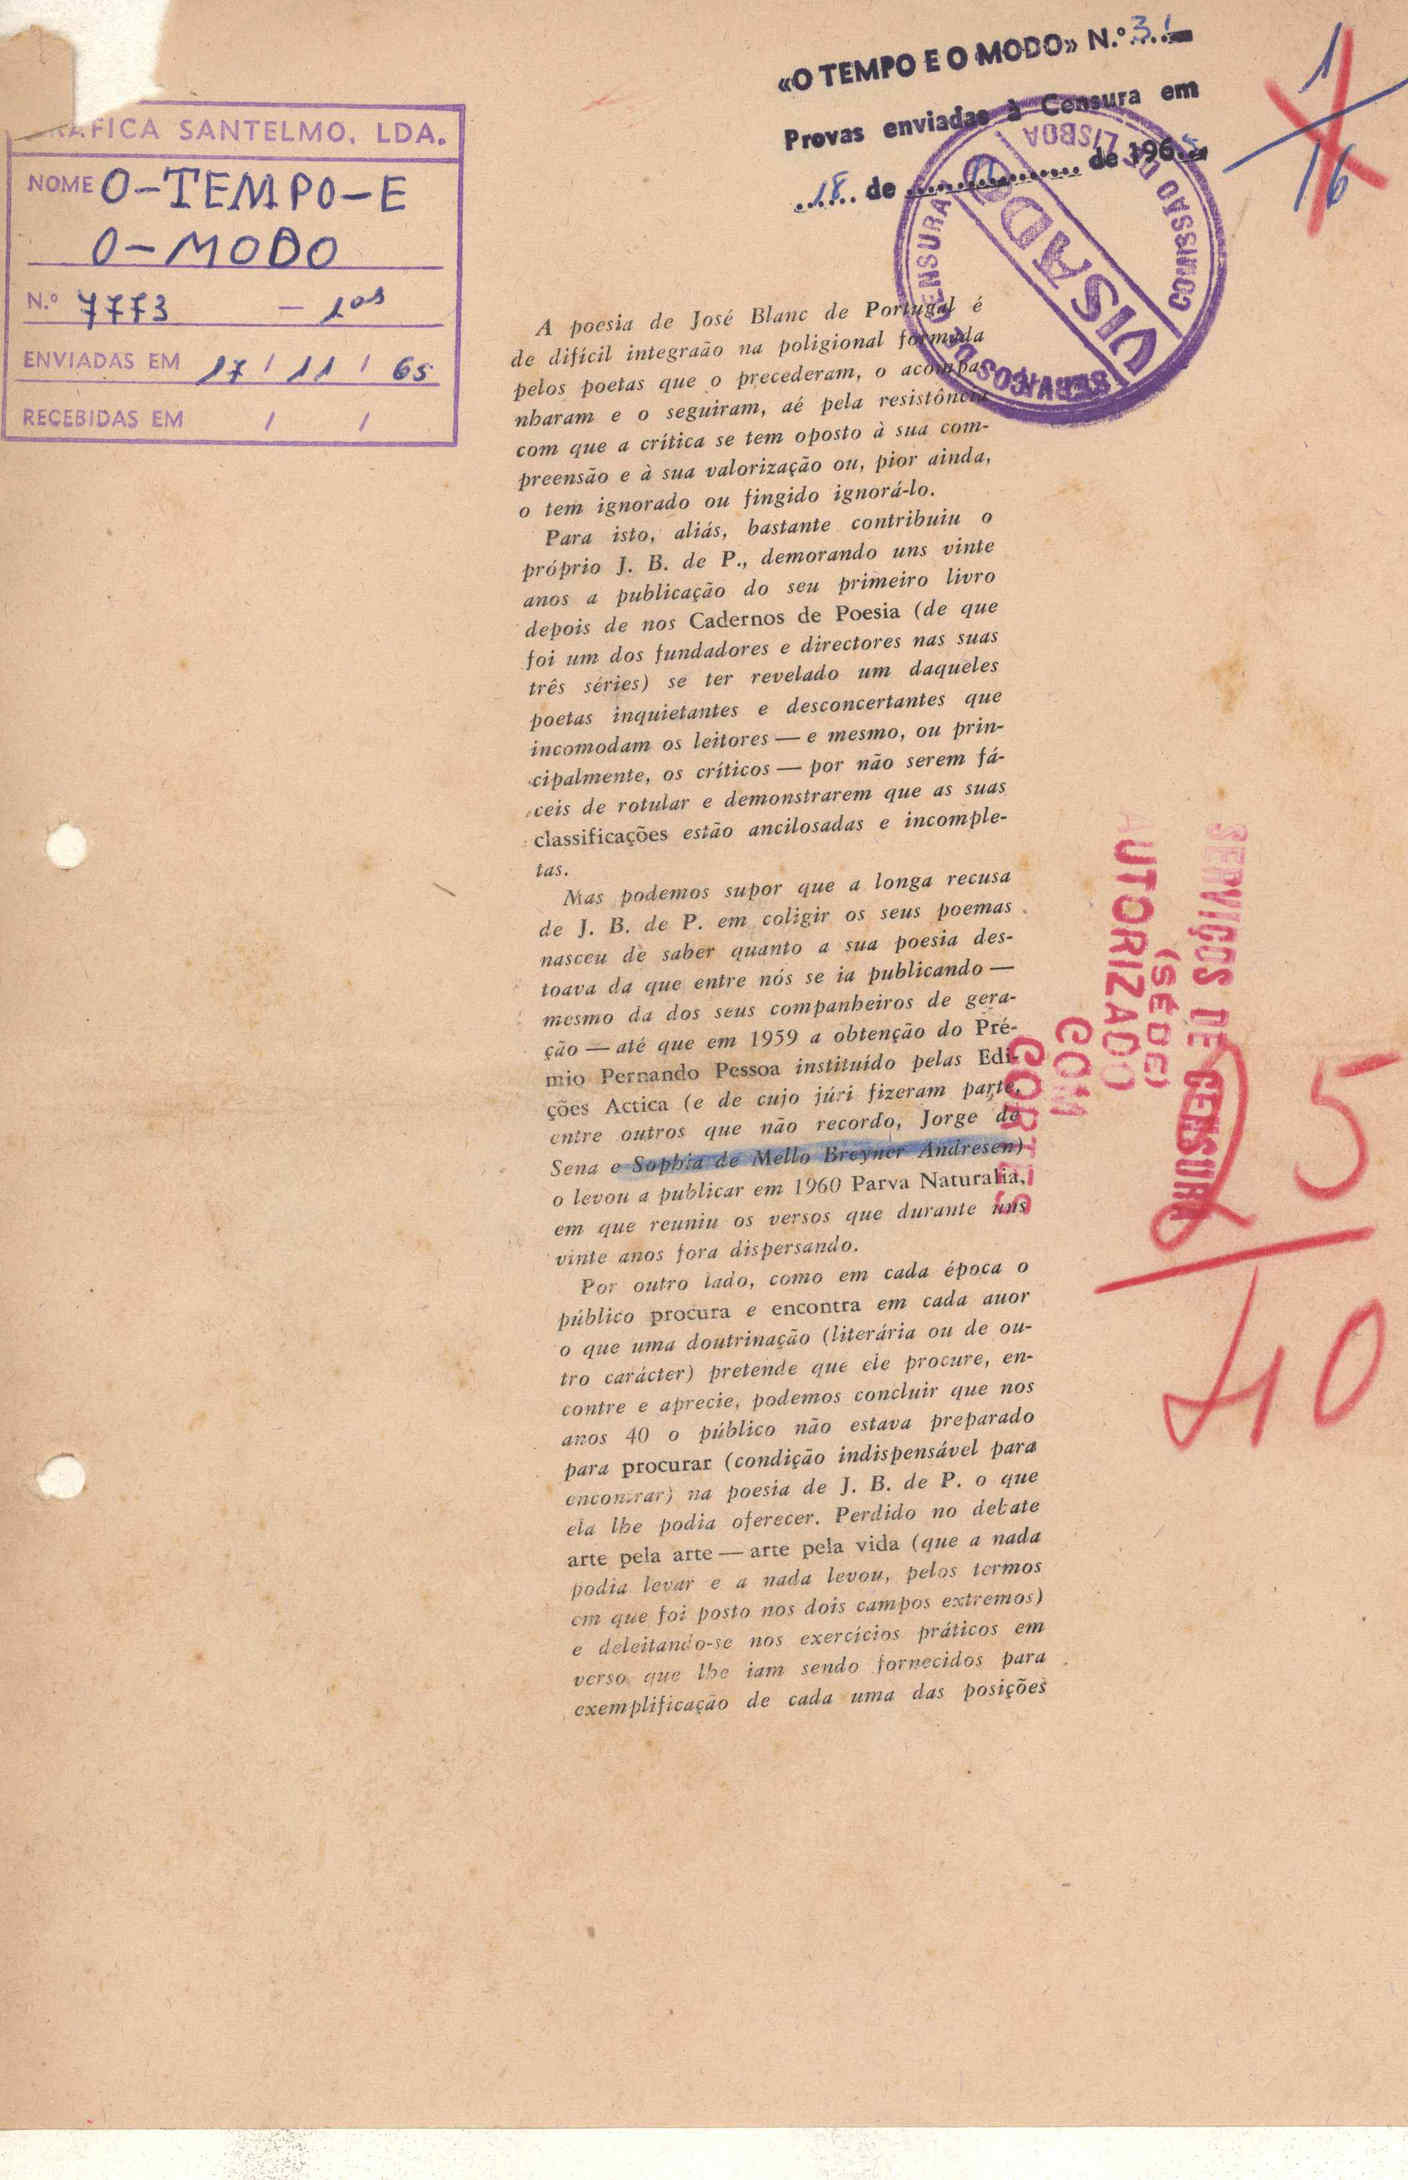 «O TEMPO E O MODO» N.º 31
Provas enviadas à Censura em
18 de 11 de 1965
1
16
GRÁFICA SANTELMO, LDA.
NOME O-TEMPO-E
O-MODO
N.º 7773 — 1ºs
ENVIADAS EM 17 / 11 / 65
RECEBIDAS EM / /
COMISSÃO DE LISBOA
VISADO
SERVIÇOS DE CENSURA
A poesia de José Blanc de Portugal é
de difícil integraão na poligional formada
pelos poetas que o precederam, o acompa-
nharam e o seguiram, aé pela resistência
com que a crítica se tem oposto à sua com-
preensão e à sua valorização ou, pior ainda,
o tem ignorado ou fingido ignorá-lo.
Para isto, aliás, bastante contribuiu o
próprio J. B. de P., demorando uns vinte
anos a publicação do seu primeiro livro
depois de nos Cadernos de Poesia (de que
foi um dos fundadores e directores nas suas
três séries) se ter revelado um daqueles
poetas inquietantes e desconcertantes que
incomodam os leitores — e mesmo, ou prin-
cipalmente, os críticos — por não serem fá-
ceis de rotular e demonstrarem que as suas
classificações estão ancilosadas e incomple-
tas.
Mas podemos supor que a longa recusa
de J. B. de P. em coligir os seus poemas
nasceu de saber quanto a sua poesia des-
toava da que entre nós se ia publicando —
mesmo da dos seus companheiros de gera-
ção — até que em 1959 a obtenção do Pré-
mio Pernando Pessoa instituído pelas Edi-
ções Actica (e de cujo júri fizeram parte,
entre outros que não recordo, Jorge de
Sena e Sophia de Mello Breyner Andresen)
o levou a publicar em 1960 Parva Naturalia,
em que reuniu os versos que durante uns
vinte anos fora dispersando.
Por outro lado, como em cada época o
público procura e encontra em cada auor
o que uma doutrinação (literária ou de ou-
tro carácter) pretende que ele procure, en-
contre e aprecie, podemos concluir que nos
anos 40 o público não estava preparado
para procurar (condição indispensável para
encontrar) na poesia de J. B. de P. o que
ela lhe podia oferecer. Perdido no debate
arte pela arte — arte pela vida (que a nada
podia levar e a nada levou, pelos termos
em que foi posto nos dois campos extremos)
e deleitando-se nos exercícios práticos em
verso que lhe iam sendo fornecidos para
exemplificação de cada uma das posições
SERVIÇOS DE CENSURA
(SÉDE)
AUTORIZADO
COM
CORTES
25
40